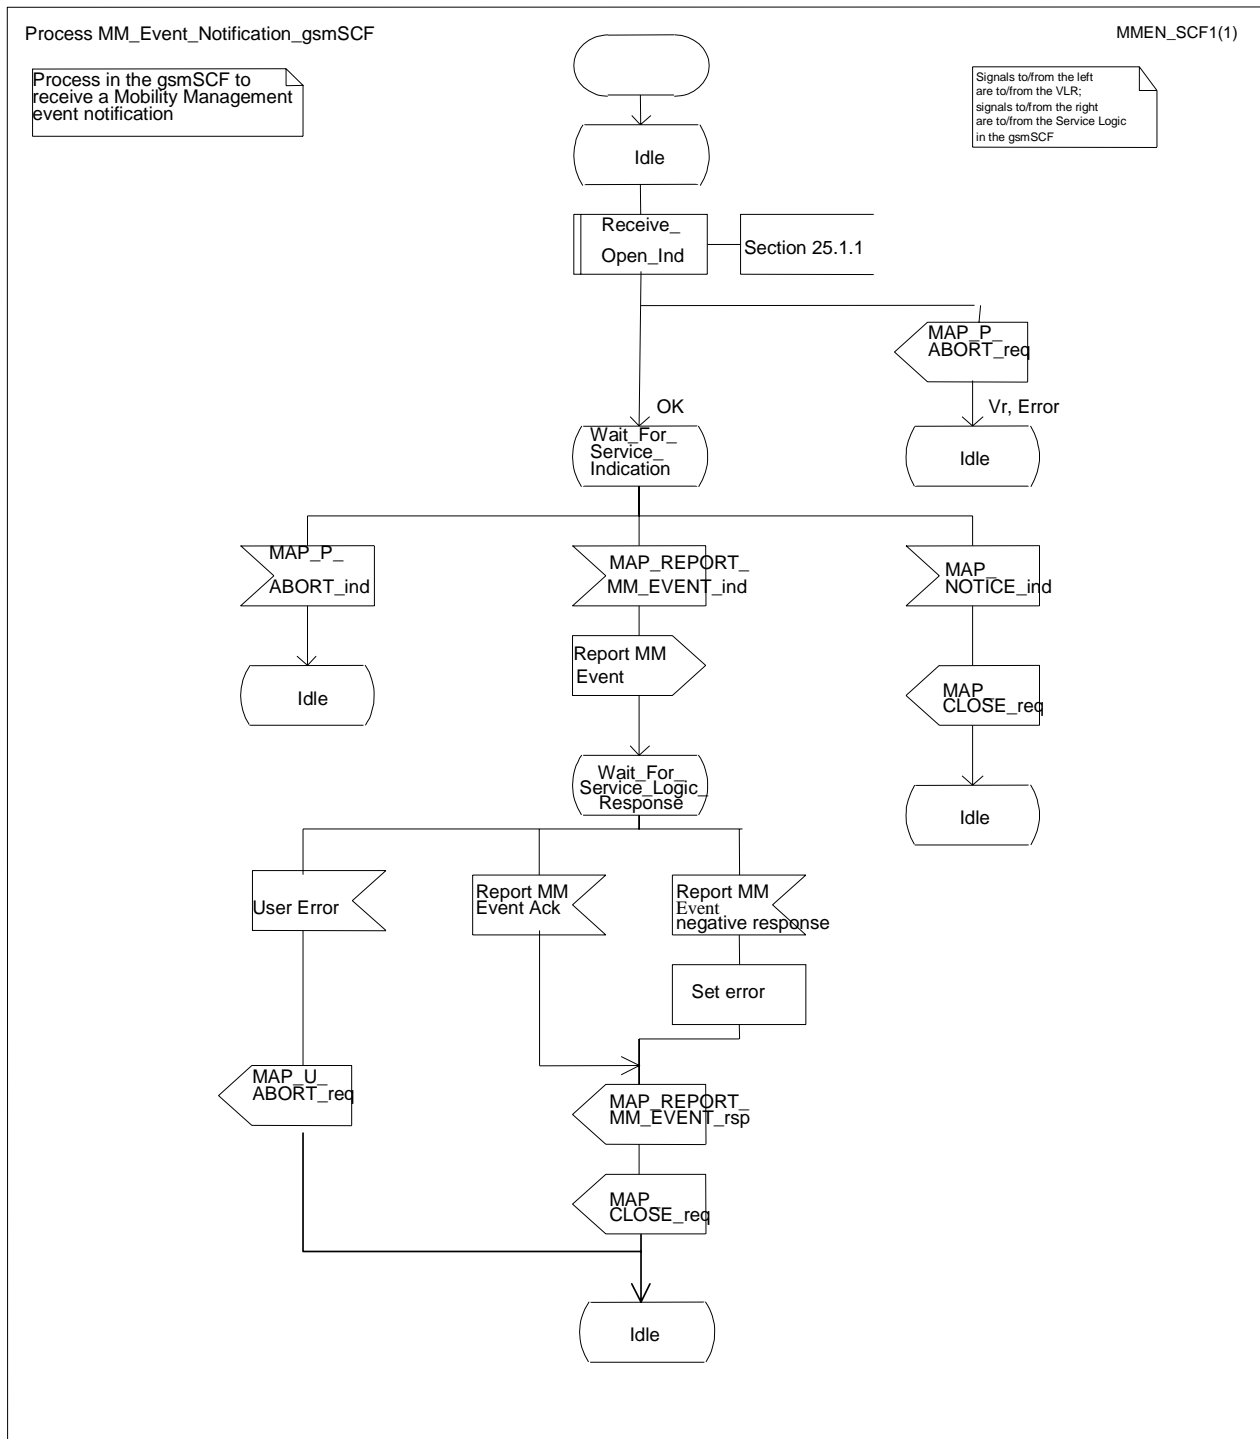 Process MM_Event_Notification_gsmSCF
MMEN_SCF1(1)
Process in the gsmSCF to
receive a Mobility Management
event notification
Signals to/from the left
are to/from the VLR;
signals to/from the right
are to/from the Service Logic
in the gsmSCF
Idle
Receive_
Open_Ind
Section 25.1.1
MAP_P_
ABORT_req
OK
Vr, Error
Wait_For_
Service_
Indication
Idle
MAP_P_
ABORT_ind
MAP_REPORT_
MM_EVENT_ind
MAP_
NOTICE_ind
Report MM
Event
Idle
MAP_
CLOSE_req
Wait_For_
Service_Logic_
Response
Idle
User Error
Report MM
Event Ack
Report MM
Event
negative response
Set error
MAP_U_
ABORT_req
MAP_REPORT_
MM_EVENT_rsp
MAP_
CLOSE_req
Idle